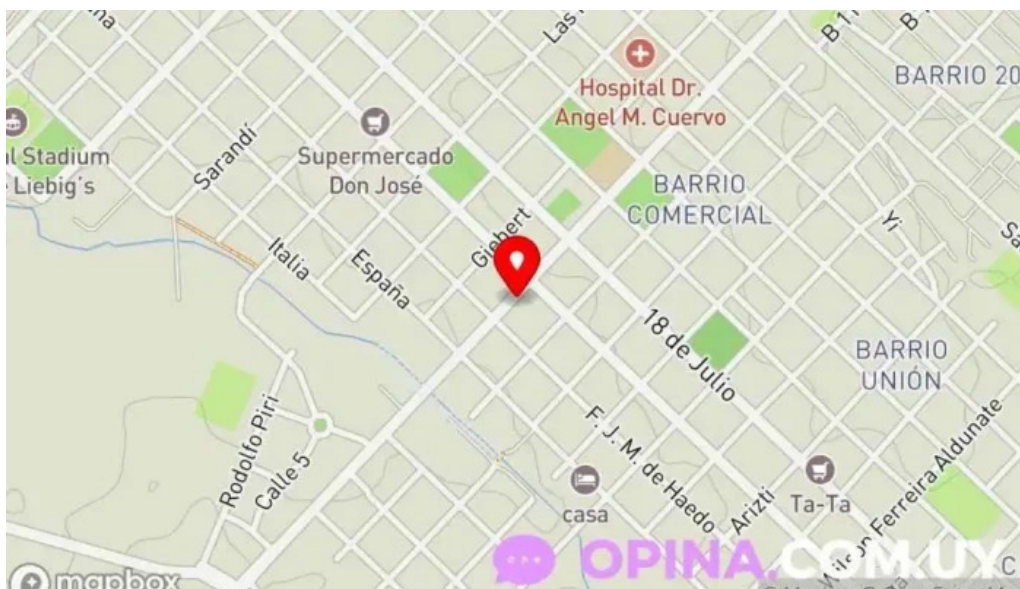 Las
B 1
BARRIO 20
Hospital Dr.
Angel M. Cuervo
Sarandí
Supermercado
Don José
l Stadium
Liebig's
BARRIO
COMERCIAL
Yí
Giebert
Italia
España
18 de Julio
BARRIO
UNIÓN
Rodolfo Piri
Calle 5
F. J. M. de Haedo
Arizti
Ta-Ta
Wilson Ferreira Aldunate
casa
OPINA.COM.UY
mapbox